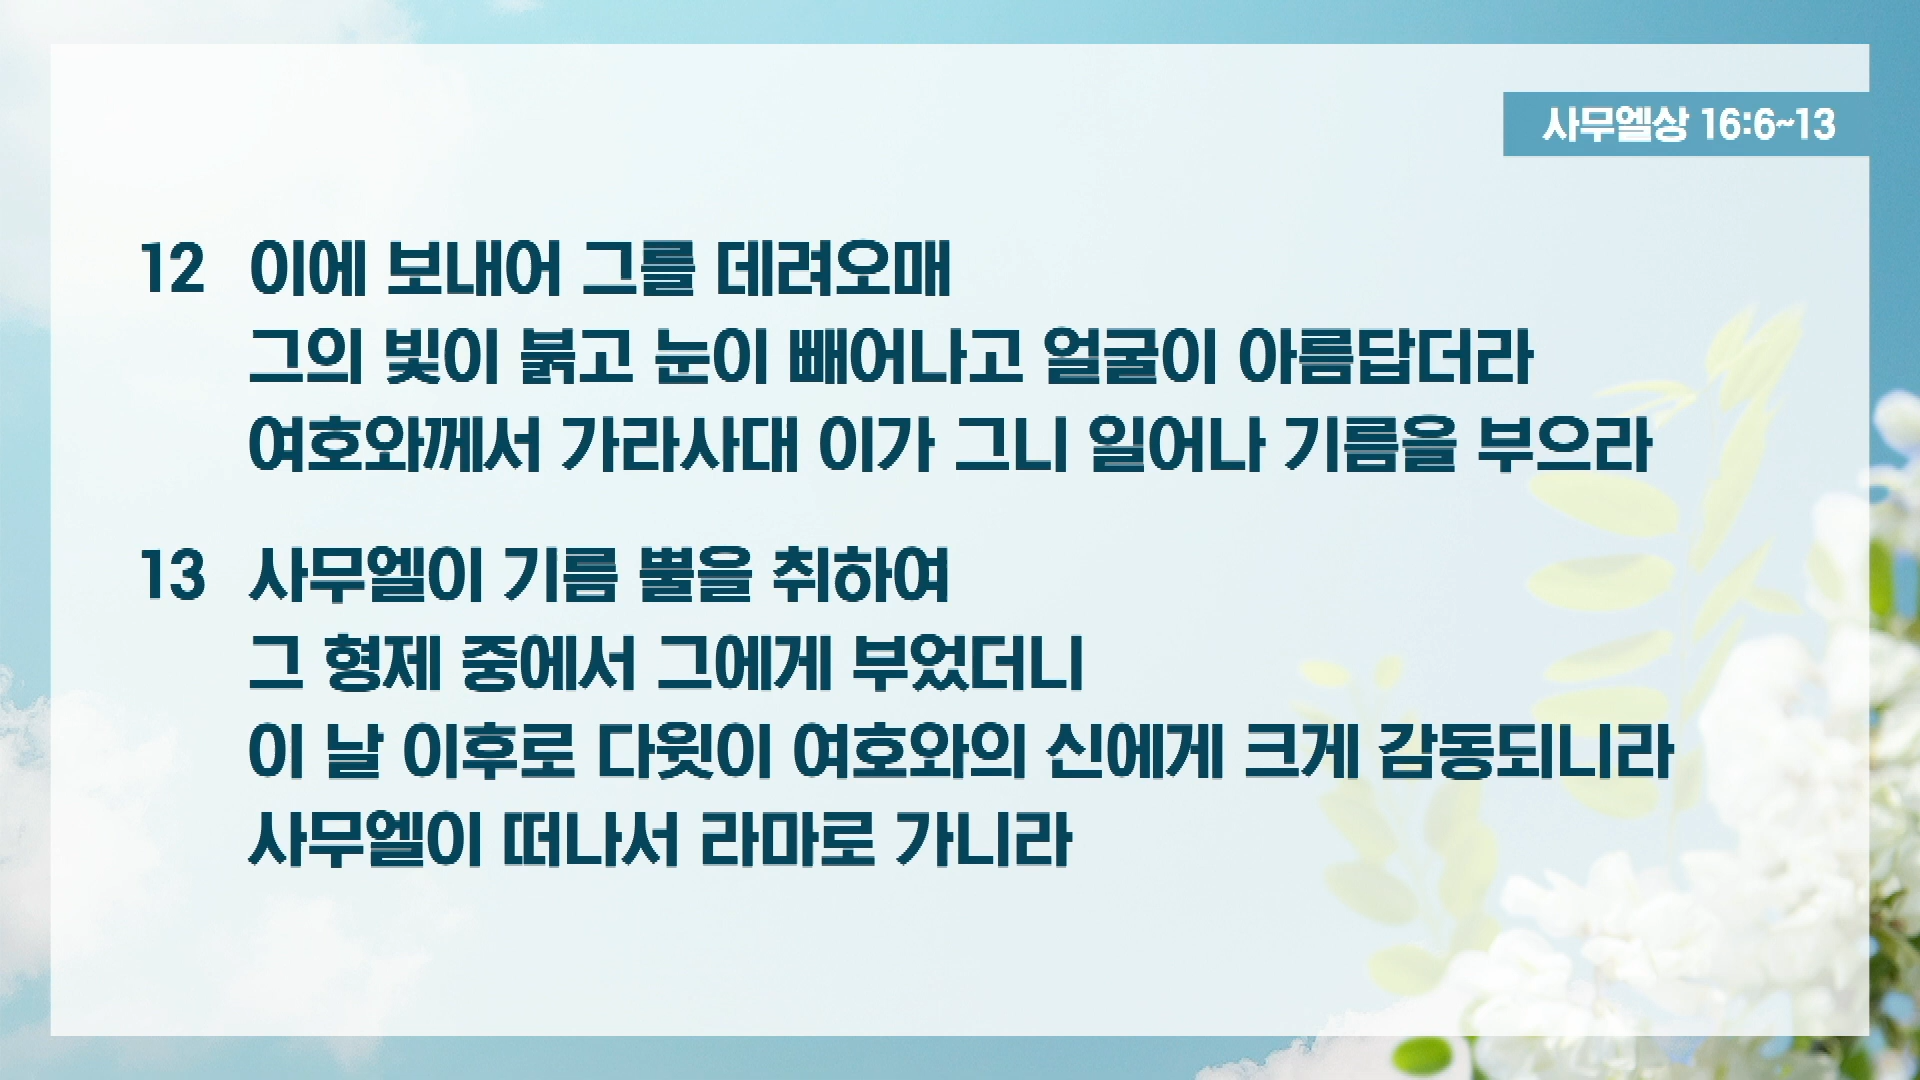 사무엘상 16:6~13
12 이에 보내어 그를 데려오매
그의 빛이 붉고 눈이 빼어나고 얼굴이 아름답더라
여호와께서 가라사대 이가 그니 일어나 기름을 부으라
13 사무엘이 기름 뿔을 취하여
그 형제 중에서 그에게 부었더니
이 날 이후로 다윗이 여호와의 신에게 크게 감동되니라
사무엘이 떠나서 라마로 가니라